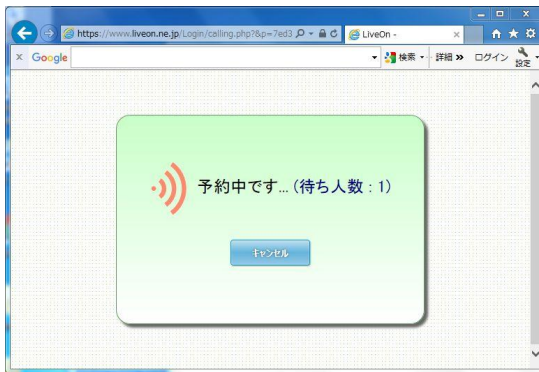 https://www.liveon.ne.jp/Login/calling.php?&p=7ed3
LiveOn -
Google
検索
詳細 »
ログイン
設定
予約中です... (待ち人数 : 1)
キャンセル